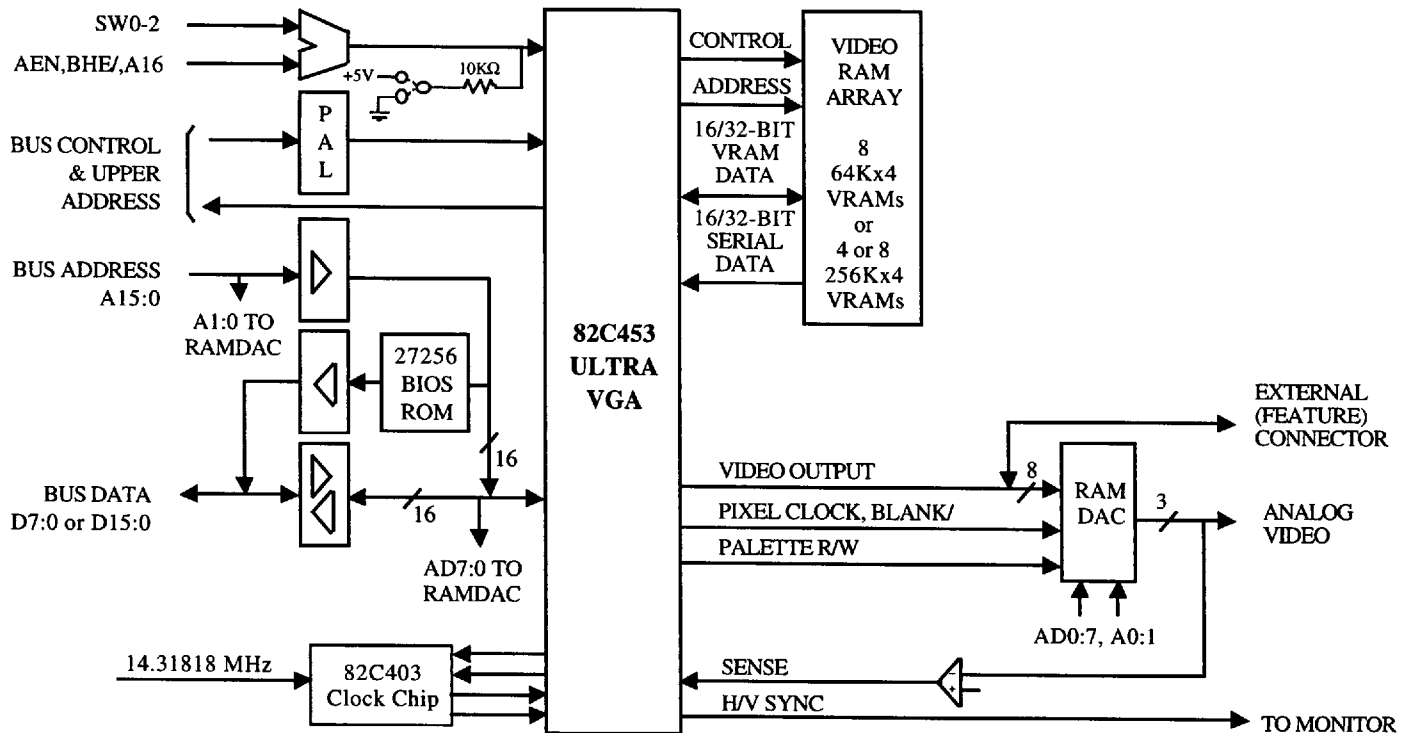 SW0-2
AEN,BHE/,A16
+5V
10KΩ
P
A
L
BUS CONTROL
& UPPER
ADDRESS
BUS ADDRESS
A15:0
A1:0 TO
RAMDAC
27256
BIOS
ROM
16
BUS DATA
D7:0 or D15:0
16
AD7:0 TO
RAMDAC
14.31818 MHz
82C403
Clock Chip
82C453
ULTRA
VGA
CONTROL
ADDRESS
16/32-BIT
VRAM
DATA
16/32-BIT
SERIAL
DATA
VIDEO
RAM
ARRAY
8
64Kx4
VRAMs
or
4 or 8
256Kx4
VRAMs
EXTERNAL
(FEATURE)
CONNECTOR
VIDEO OUTPUT
8
PIXEL CLOCK, BLANK/
PALETTE R/W
RAM
DAC
3
ANALOG
VIDEO
AD0:7, A0:1
SENSE
-
+
H/V SYNC
TO MONITOR